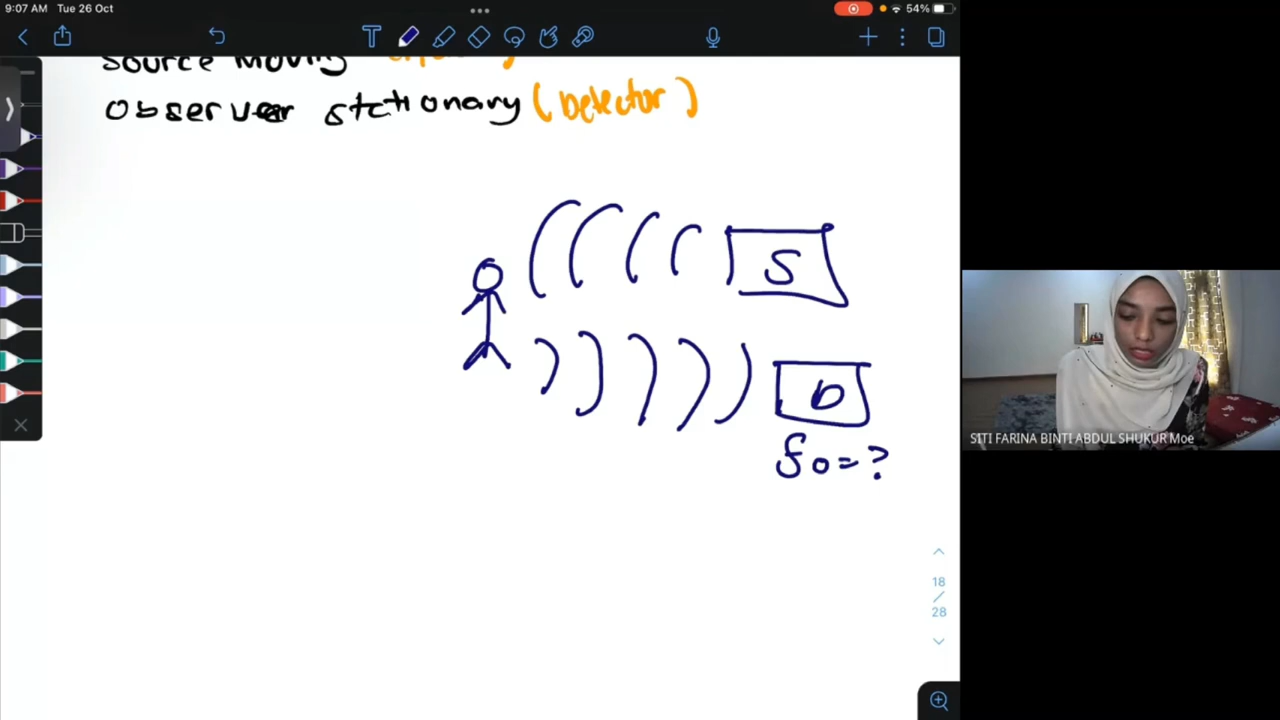 9:07 AM Tue 26 Oct
54%
source moving
observer stationary (Detector)
S
D
fo = ?
18
/
28
SITI FARINA BINTI ABDUL SHUKUR Moe